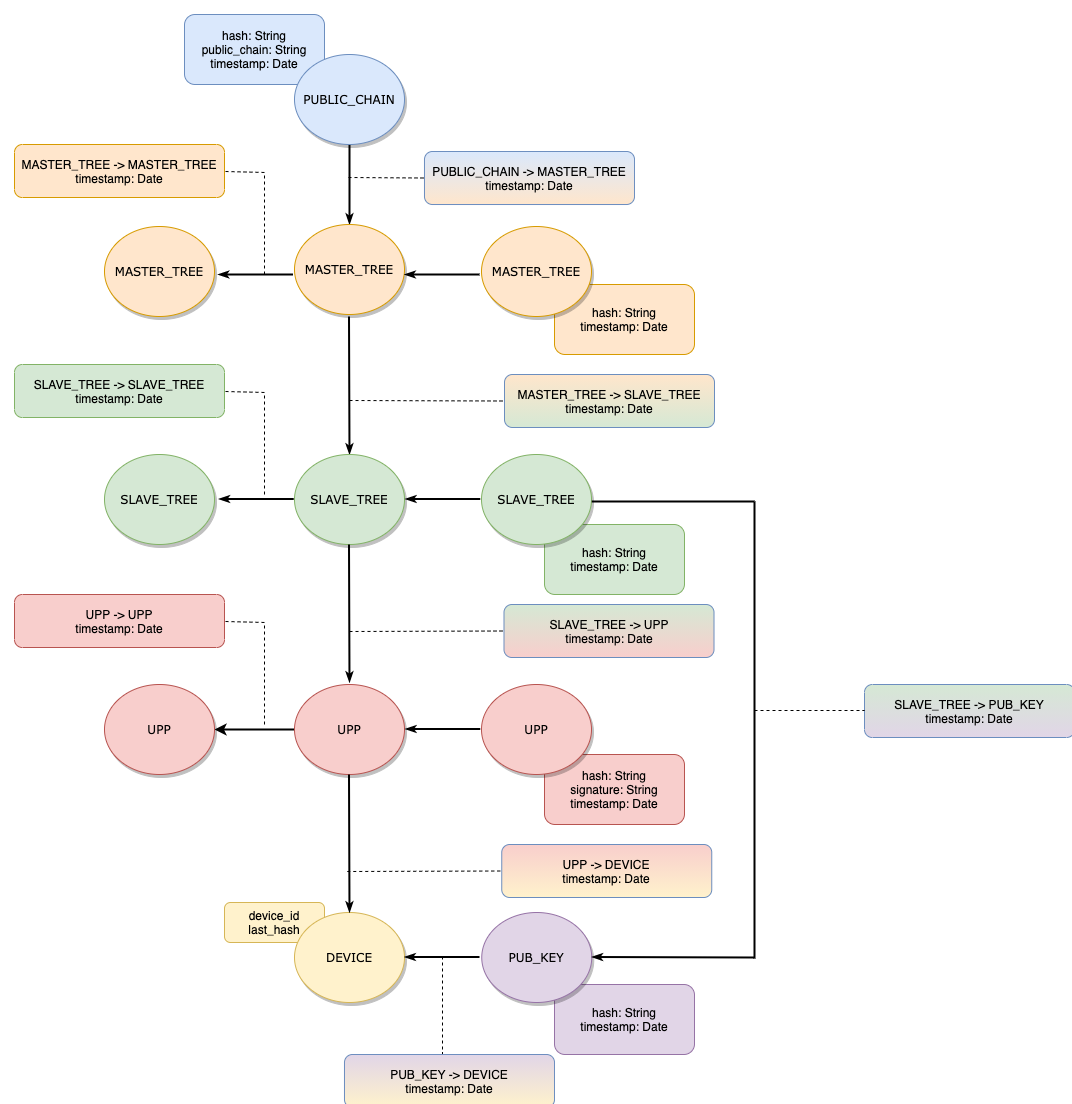 hash: String
public_chain: String
timestamp: Date
PUBLIC_CHAIN
MASTER_TREE -> MASTER_TREE
timestamp: Date
PUBLIC_CHAIN -> MASTER_TREE
timestamp: Date
MASTER_TREE
MASTER_TREE
MASTER_TREE
hash: String
timestamp: Date
SLAVE_TREE -> SLAVE_TREE
timestamp: Date
MASTER_TREE -> SLAVE_TREE
timestamp: Date
SLAVE_TREE
SLAVE_TREE
SLAVE_TREE
hash: String
timestamp: Date
UPP -> UPP
timestamp: Date
SLAVE_TREE -> UPP
timestamp: Date
SLAVE_TREE -> PUB_KEY
timestamp: Date
UPP
UPP
UPP
hash: String
signature: String
timestamp: Date
UPP -> DEVICE
timestamp: Date
device_id
last_hash
DEVICE
PUB_KEY
hash: String
timestamp: Date
PUB_KEY -> DEVICE
timestamp: Date